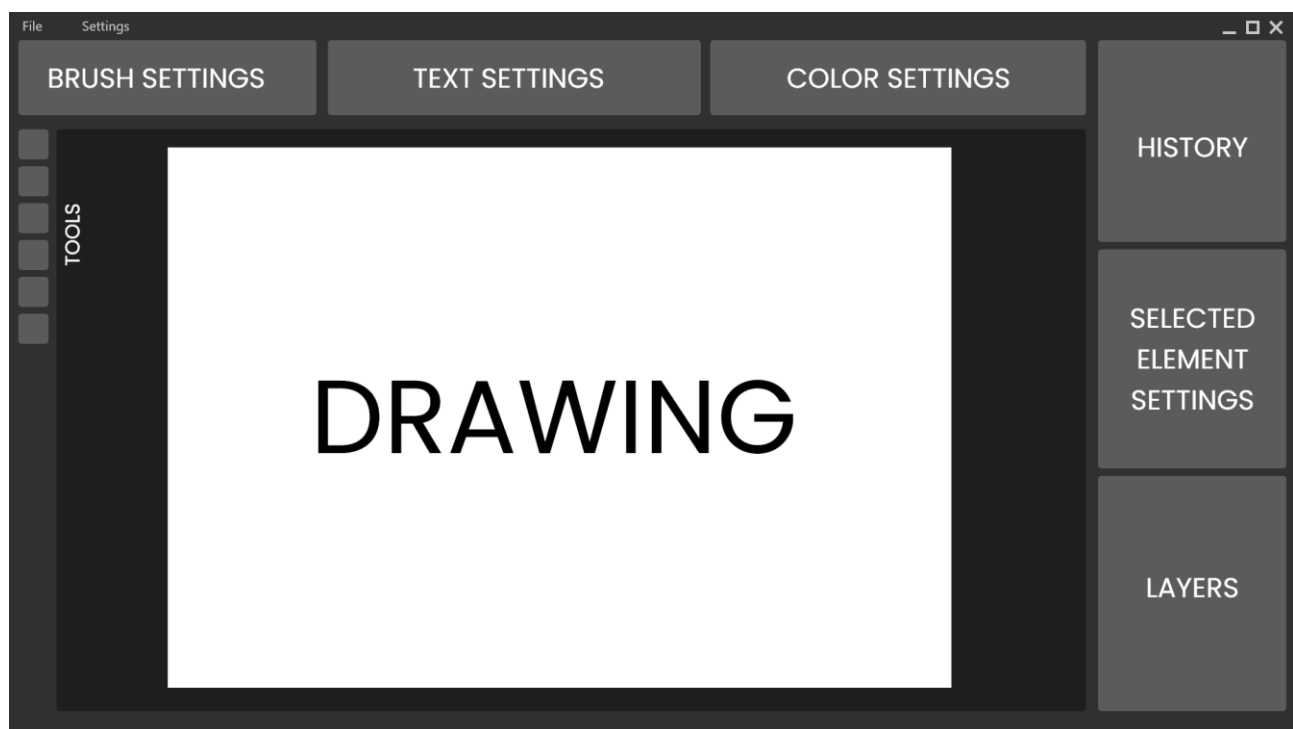 File Settings
BRUSH SETTINGS
TEXT SETTINGS
COLOR SETTINGS
TOOLS
DRAWING
HISTORY
SELECTED
ELEMENT
SETTINGS
LAYERS